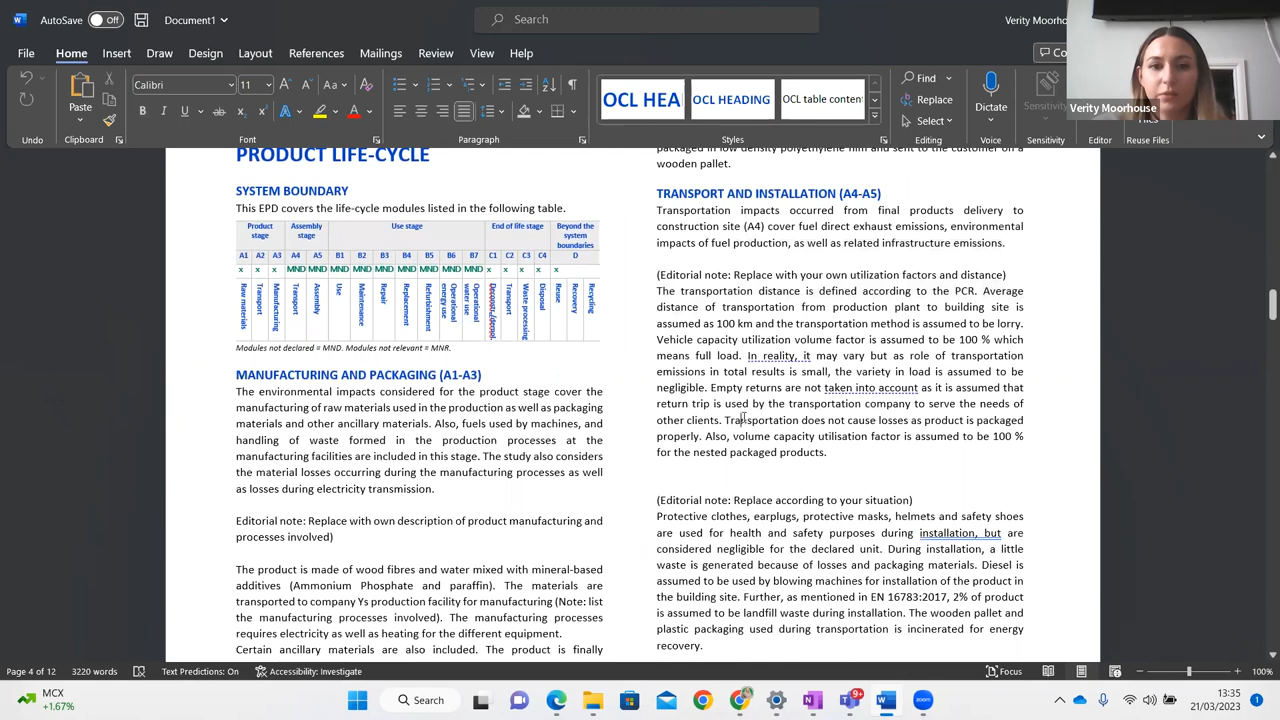 AutoSave Off Document1 Search Verity Moorho
File Home Insert Draw Design Layout References Mailings Review View Help Co
Calibri 11 Find
Paste Replace Dictate Sensitivity
Select Files
OCL HEA OCL HEADING OCL table conten
Undo Clipboard Font Paragraph Styles Editing Voice Sensitivity Editor Reuse Files
Verity Moorhouse
PRODUCT LIFE-CYCLE
SYSTEM BOUNDARY
This EPD covers the life-cycle modules listed in the following table.
Product stage Assembly stage Use stage End of life stage Beyond the system boundaries
A1 A2 A3 A4 A5 B1 B2 B3 B4 B5 B6 B7 C1 C2 C3 C4 D
x x x MND MND MND MND MND MND MND MND MND x x x x x
Raw materials Transport Manufacturing Transport Assembly Use Maintenance Repair Replacement Refurbishment Operational energy use Operational water use Deconstr./demol. Transport Waste processing Disposal Reuse Recovery Recycling
Modules not declared = MND. Modules not relevant = MNR.
MANUFACTURING AND PACKAGING (A1-A3)
The environmental impacts considered for the product stage cover the
manufacturing of raw materials used in the production as well as packaging
materials and other ancillary materials. Also, fuels used by machines, and
handling of waste formed in the production processes at the
manufacturing facilities are included in this stage. The study also considers
the material losses occurring during the manufacturing processes as well
as losses during electricity transmission.
Editorial note: Replace with own description of product manufacturing and
processes involved)
The product is made of wood fibres and water mixed with mineral-based
additives (Ammonium Phosphate and paraffin). The materials are
transported to company Ys production facility for manufacturing (Note: list
the manufacturing processes involved). The manufacturing processes
requires electricity as well as heating for the different equipment.
Certain ancillary materials are also included. The product is finally
packaged in low density polyethylene film and sent to the customer on a
wooden pallet.
TRANSPORT AND INSTALLATION (A4-A5)
Transportation impacts occurred from final products delivery to
construction site (A4) cover fuel direct exhaust emissions, environmental
impacts of fuel production, as well as related infrastructure emissions.
(Editorial note: Replace with your own utilization factors and distance)
The transportation distance is defined according to the PCR. Average
distance of transportation from production plant to building site is
assumed as 100 km and the transportation method is assumed to be lorry.
Vehicle capacity utilization volume factor is assumed to be 100 % which
means full load. In reality, it may vary but as role of transportation
emissions in total results is small, the variety in load is assumed to be
negligible. Empty returns are not taken into account as it is assumed that
return trip is used by the transportation company to serve the needs of
other clients. Transportation does not cause losses as product is packaged
properly. Also, volume capacity utilisation factor is assumed to be 100 %
for the nested packaged products.
(Editorial note: Replace according to your situation)
Protective clothes, earplugs, protective masks, helmets and safety shoes
are used for health and safety purposes during installation, but are
considered negligible for the declared unit. During installation, a little
waste is generated because of losses and packaging materials. Diesel is
assumed to be used by blowing machines for installation of the product in
the building site. Further, as mentioned in EN 16783:2017, 2% of product
is assumed to be landfill waste during installation. The wooden pallet and
plastic packaging used during transportation is incinerated for energy
recovery.
Page 4 of 12 3220 words Text Predictions: On Accessibility: Investigate Focus 100%
MCX
+1.67%
Search
9+
13:35
21/03/2023
1